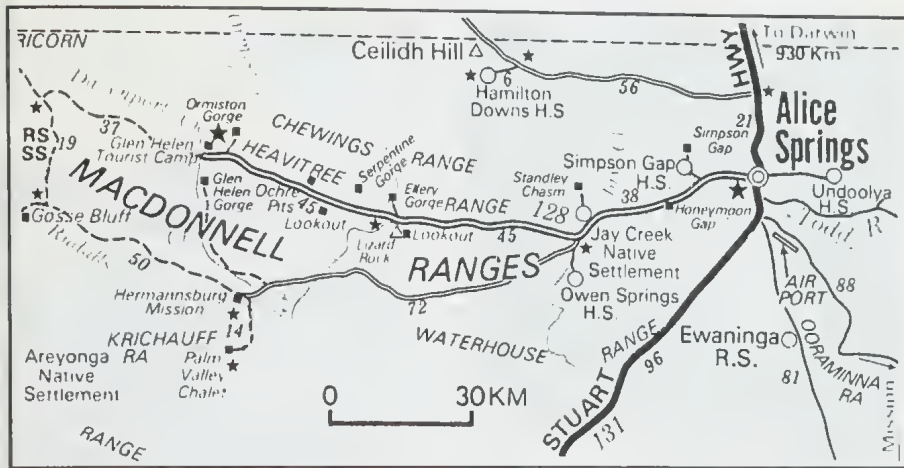 RICORN
Ceilidh Hill
6
Hamilton
Downs H.S
56
HWY
To Darwin
930 Km
21
Alice
Springs
37
19
RS
SS
Ormiston
Gorge
Glen Helen
Tourist Camp
CHEWINGS
RANGE
HEAVITREE
RANGE
Serpentine
Gorge
Ellery
Gorge
Simpson
Gap
Simpson Gap
H.S.
Standley
Chasm
128
38
Undoolya
H.S.
Honeymoon
Gap
Todd R
MACDONNELL
RANGES
Glen
Helen
Gorge
Ochre
Pits
45
Lookout
Lizard
Rock
Lookout
45
Gosse Bluff
50
Jay Creek
Native
Settlement
Owen Springs
H.S.
72
Hermannsburg
Mission
14
KRICHAUFF
RA
Palm
Valley
Chalet
Areyonga
Native
Settlement
RANGE
WATERHOUSE
RANGE
STUART
96
131
AIR
PORT
88
Ewaninga
R.S.
81
OORAMINNA
RA
Mission
0 30 KM